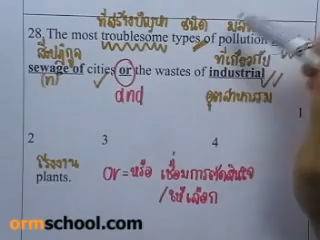 ที่สร้างปัญหา ชนิด มลพิษ
28. The most troublesome types of pollution
สิ่งปฏิกูล ที่เกี่ยวกับ
sewage of cities or the wastes of industrial
(n) and อุตสาหกรรม
1
2 3 4
โรงงาน
plants.
or = หรือ เชื่อมการตัดสินใจ
/ให้เลือก
ormschool.com